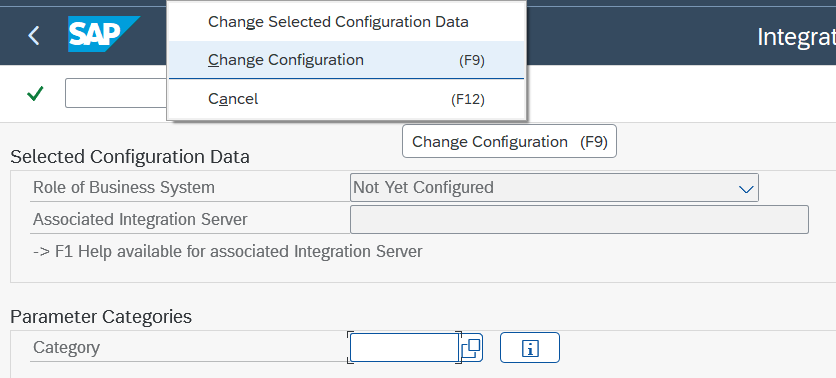 SAP
Change Selected Configuration Data
Integrat
Change Configuration (F9)
Cancel (F12)
Change Configuration (F9)
Selected Configuration Data
Role of Business System Not Yet Configured
Associated Integration Server
-> F1 Help available for associated Integration Server
Parameter Categories
Category